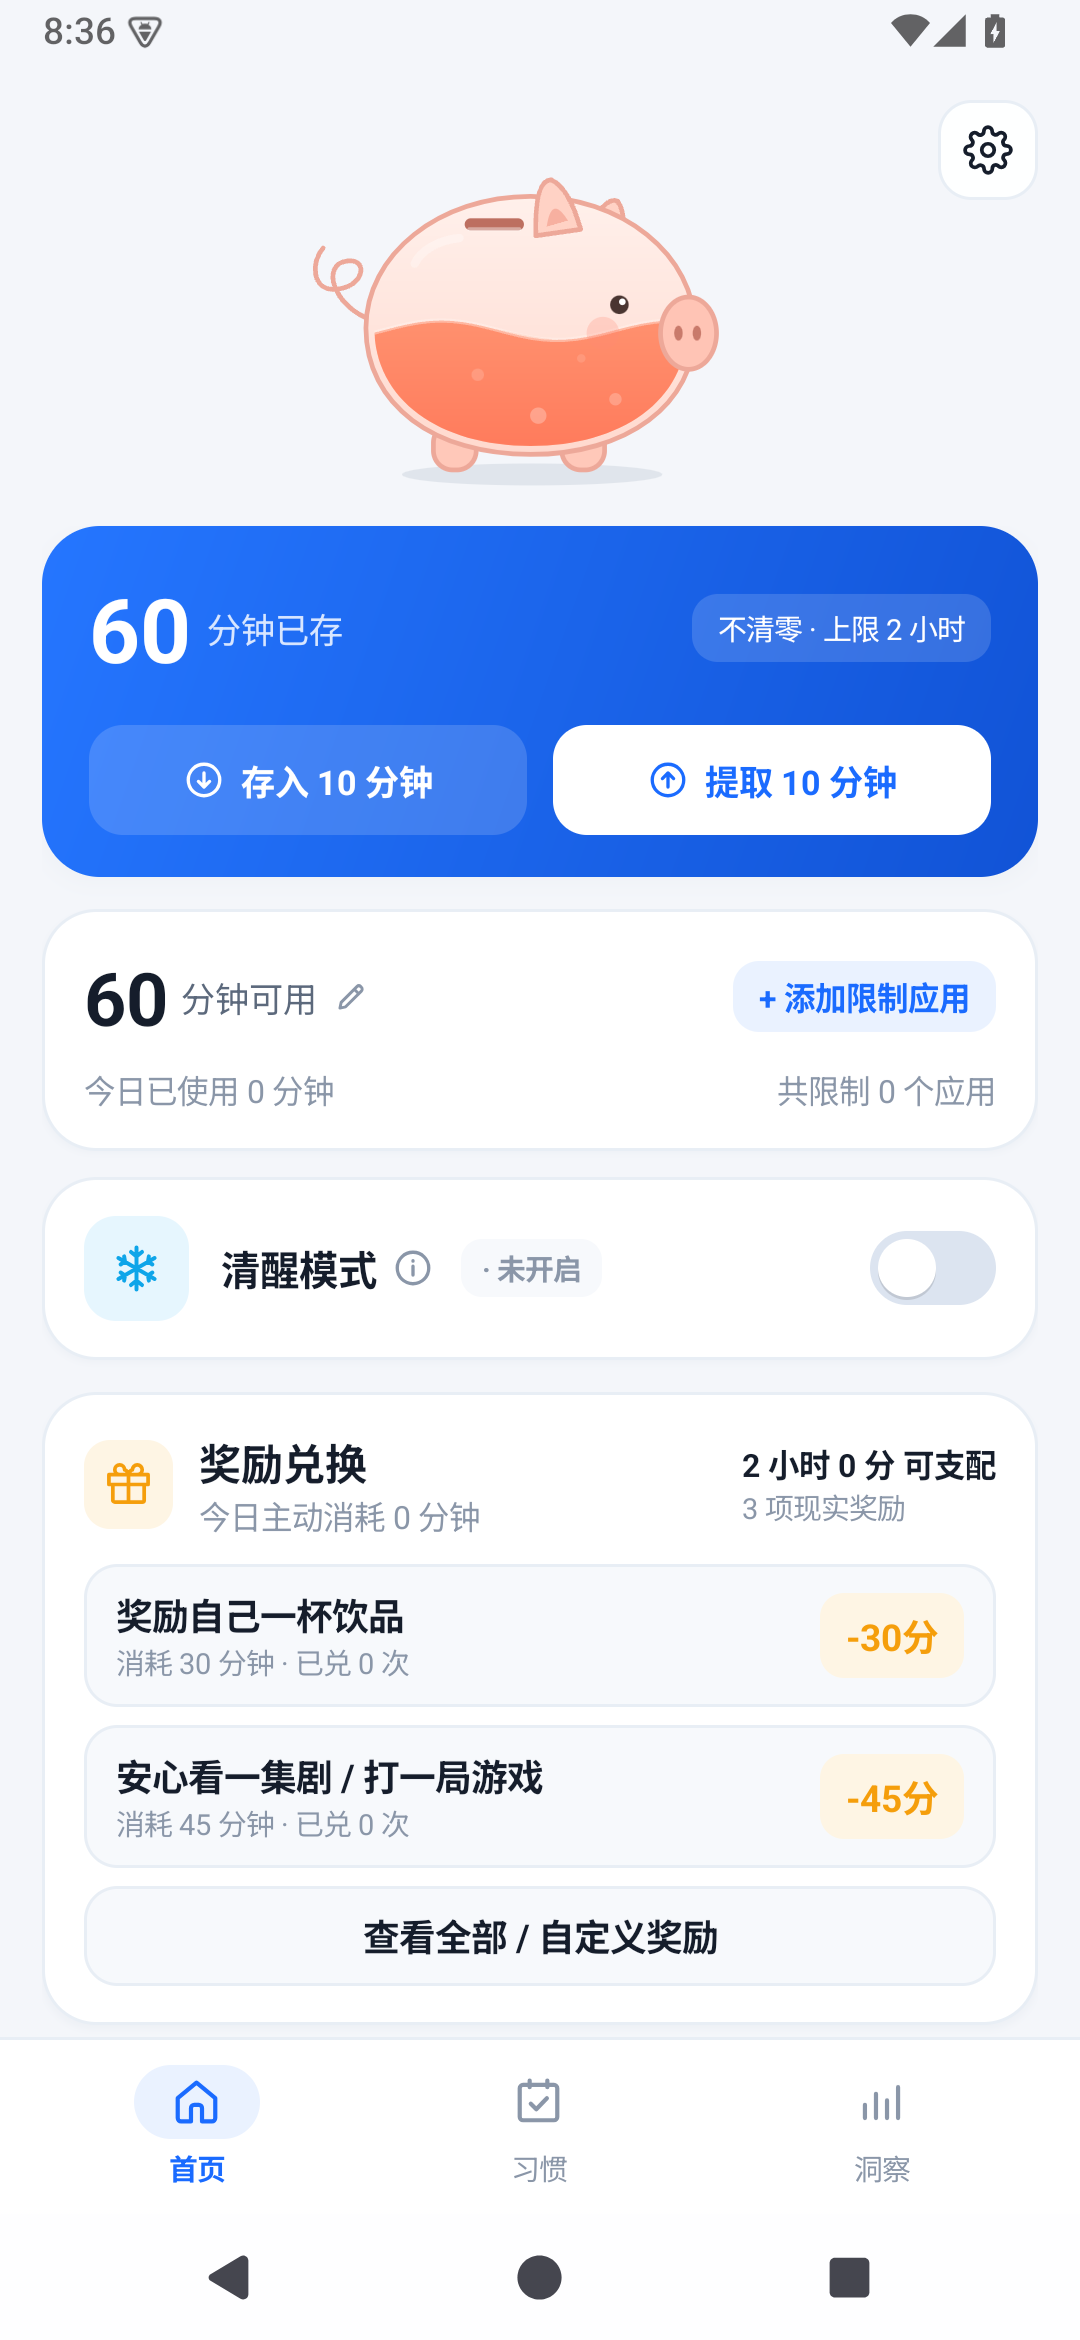 8:36
60 分钟已存
不清零 · 上限 2 小时
存入 10 分钟
提取 10 分钟
60 分钟可用
+ 添加限制应用
今日已使用 0 分钟
共限制 0 个应用
清醒模式
· 未开启
奖励兑换
今日主动消耗 0 分钟
2 小时 0 分 可支配
3 项现实奖励
奖励自己一杯饮品
消耗 30 分钟 · 已兑 0 次
-30分
安心看一集剧 / 打一局游戏
消耗 45 分钟 · 已兑 0 次
-45分
查看全部 / 自定义奖励
首页
习惯
洞察